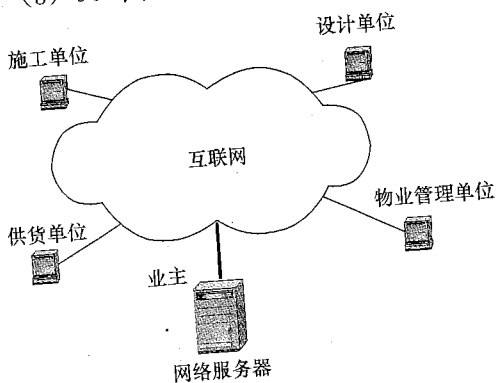 设计单位
施工单位
互联网
物业管理单位
供货单位
业主
网络服务器